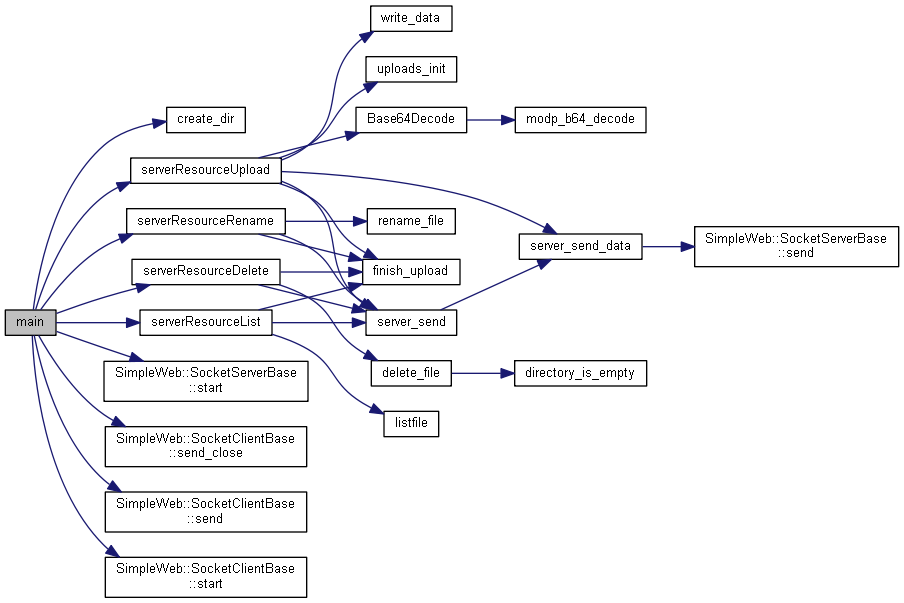 write_data
uploads_init
create_dir
Base64Decode
modp_b64_decode
serverResourceUpload
serverResourceRename
rename_file
server_send_data
SimpleWeb::SocketServerBase
::send
serverResourceDelete
finish_upload
main
serverResourceList
server_send
SimpleWeb::SocketServerBase
::start
delete_file
directory_is_empty
listfile
SimpleWeb::SocketClientBase
::send_close
SimpleWeb::SocketClientBase
::send
SimpleWeb::SocketClientBase
::start